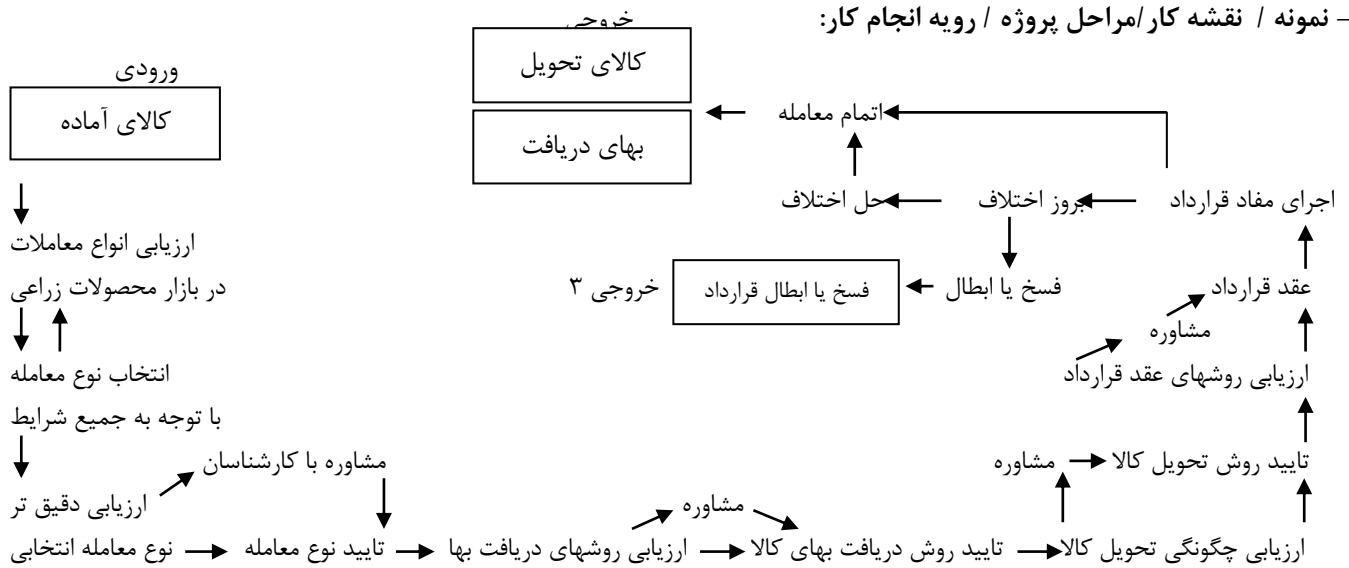 – نمونه / نقشه کار /مراحل پروژه / رویه انجام کار:
ورودی
کالای آماده
ارزیابی انواع معاملات
در بازار محصولات زراعی
انتخاب نوع معامله
با توجه به جمیع شرایط
ارزیابی دقیق تر
نوع معامله انتخابی
مشاوره با کارشناسان
تایید نوع معامله
ارزیابی روشهای دریافت بها
مشاوره
تایید روش دریافت بهای کالا
ارزیابی چگونگی تحویل کالا
مشاوره
تایید روش تحویل کالا
ارزیابی روشهای عقد قرارداد
مشاوره
عقد قرارداد
اجرای مفاد قرارداد
بروز اختلاف
حل اختلاف
اتمام معامله
خروجی
کالای تحویل
بهای دریافت
فسخ یا ابطال
فسخ یا ابطال قرارداد
خروجی ۳